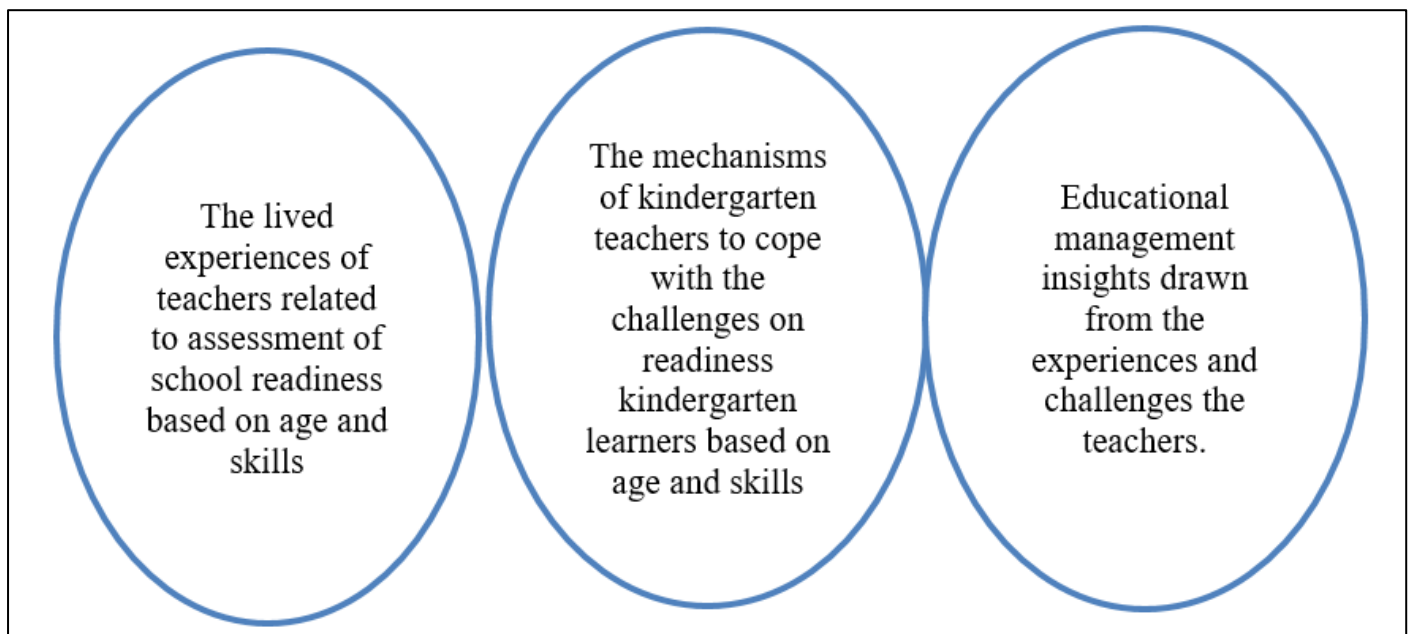 The lived
experiences of
teachers related
to assessment of
school readiness
based on age and
skills
The mechanisms
of kindergarten
teachers to cope
with the
challenges on
readiness
kindergarten
learners based on
age and skills
Educational
management
insights drawn
from the
experiences and
challenges the
teachers.